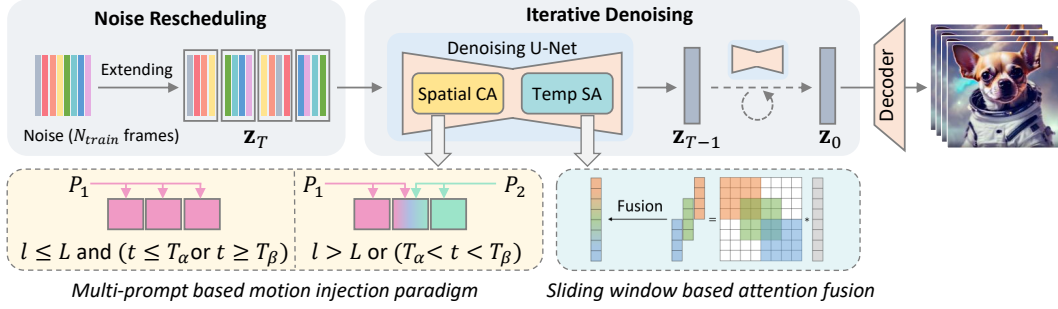 Noise Rescheduling
Iterative Denoising
Extending
Noise (N_train frames)
z_T
Denoising U-Net
Spatial CA
Temp SA
z_{T−1}
z_0
Decoder
P_1
P_1
P_2
l ≤ L and (t ≤ T_α or t ≥ T_β)
l > L or (T_α < t < T_β)
Fusion
=
*
Multi-prompt based motion injection paradigm
Sliding window based attention fusion